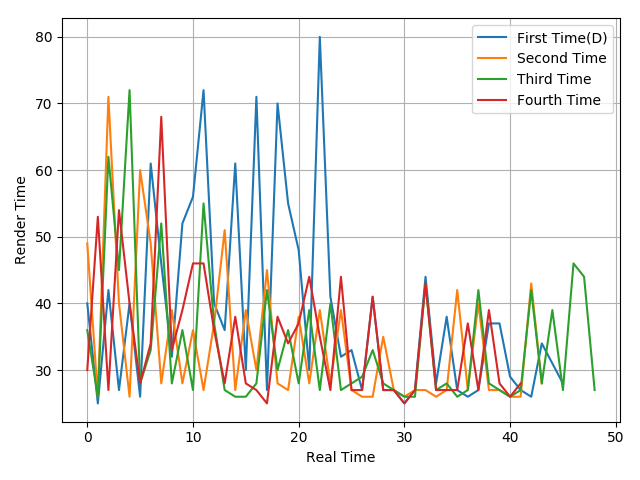 First Time(D)
Second Time
Third Time
Fourth Time
80
70
60
50
40
30
Render Time
0 10 20 30 40 50
Real Time